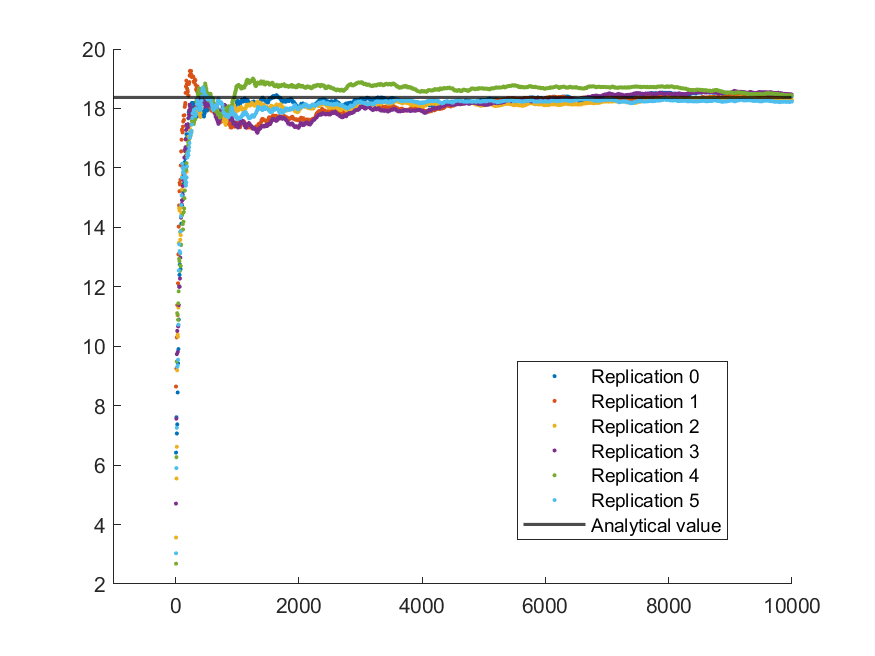 20
18
16
14
12
10
8
6
4
2
0
2000
4000
6000
8000
10000
Replication 0
Replication 1
Replication 2
Replication 3
Replication 4
Replication 5
Analytical value